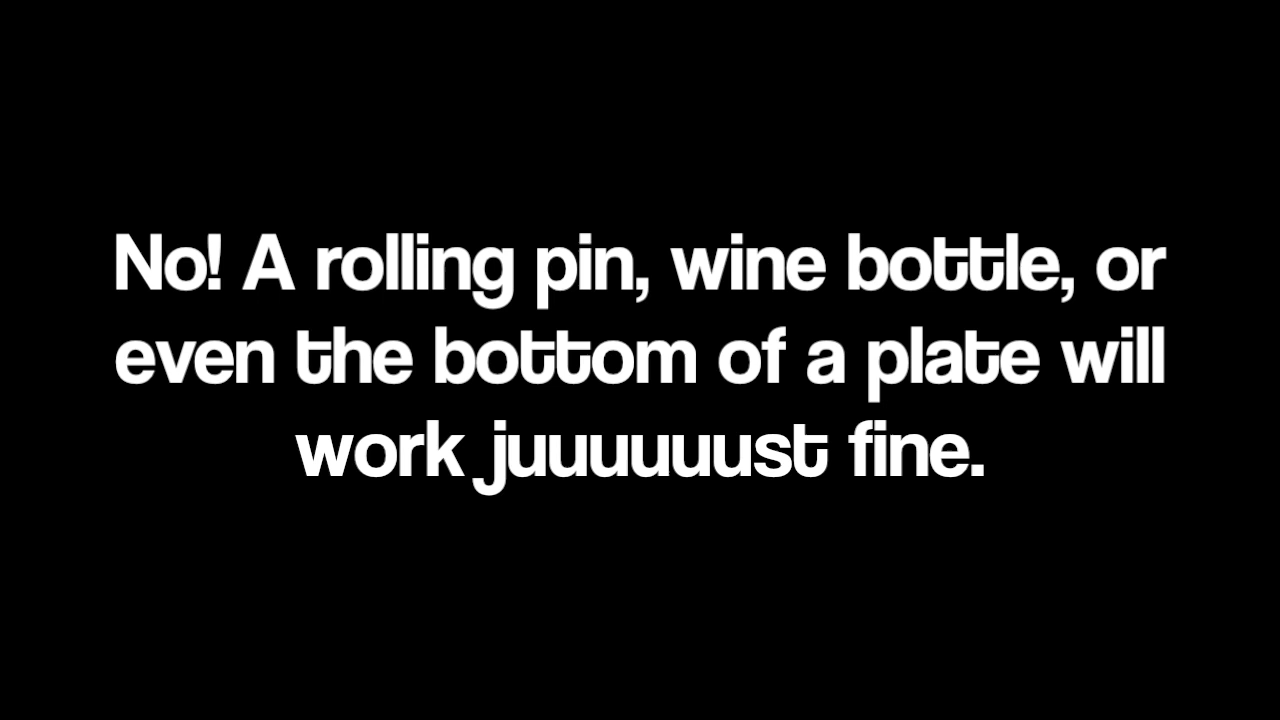 No! A rolling pin, wine bottle, or
even the bottom of a plate will
work juuuuuust fine.